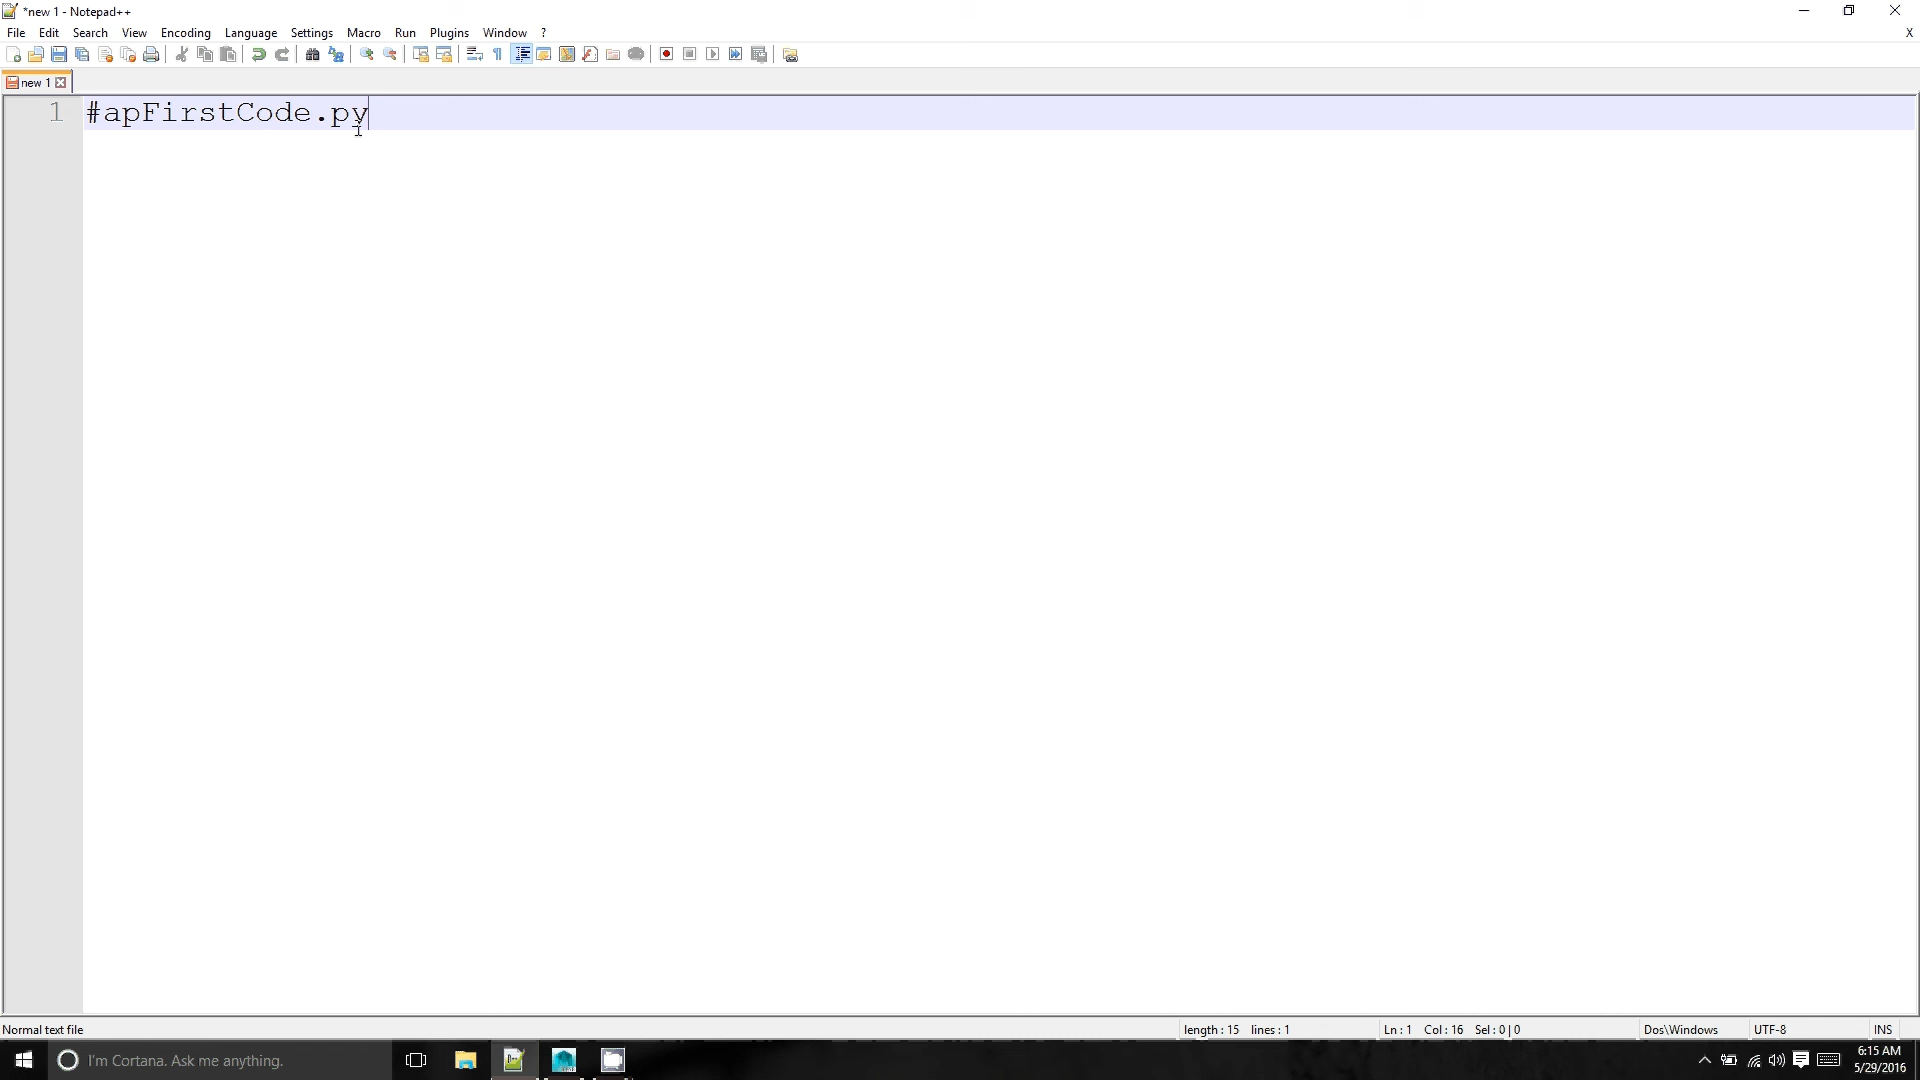 *new 1 - Notepad++
File Edit Search View Encoding Language Settings Macro Run Plugins Window ? X
new 1
1 #apFirstCode.py
Normal text file length : 15 lines : 1 Ln : 1 Col : 16 Sel : 0 | 0 Dos\Windows UTF-8 INS
I'm Cortana. Ask me anything.
6:15 AM
5/29/2016